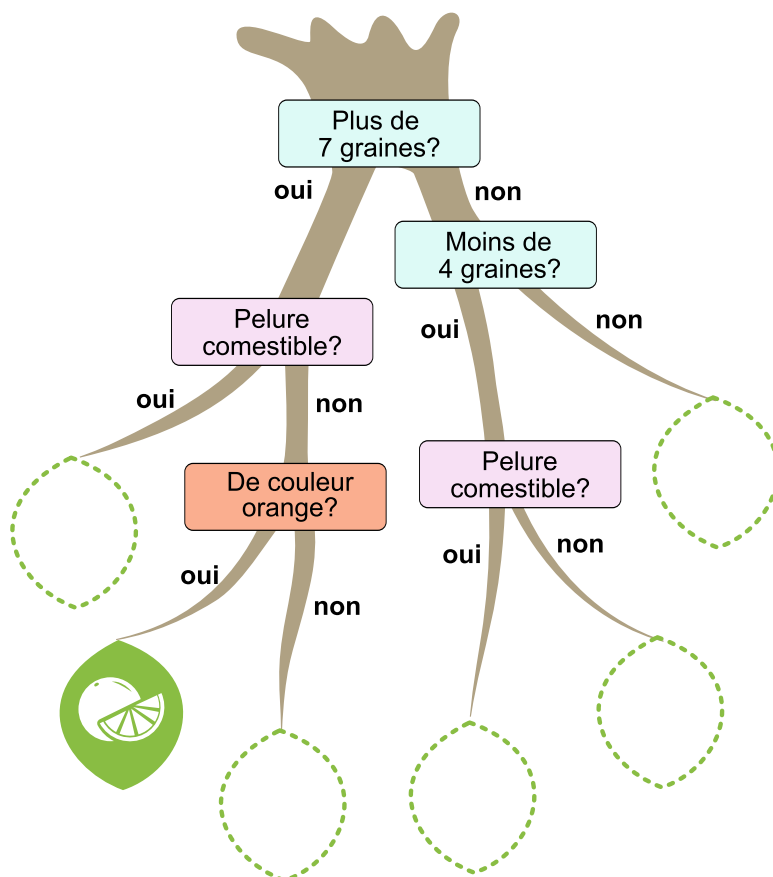 Plus de
7 graines?
oui
non
Moins de
4 graines?
Pelure
comestible?
oui
non
oui
non
De couleur
orange?
Pelure
comestible?
oui
non
oui
non